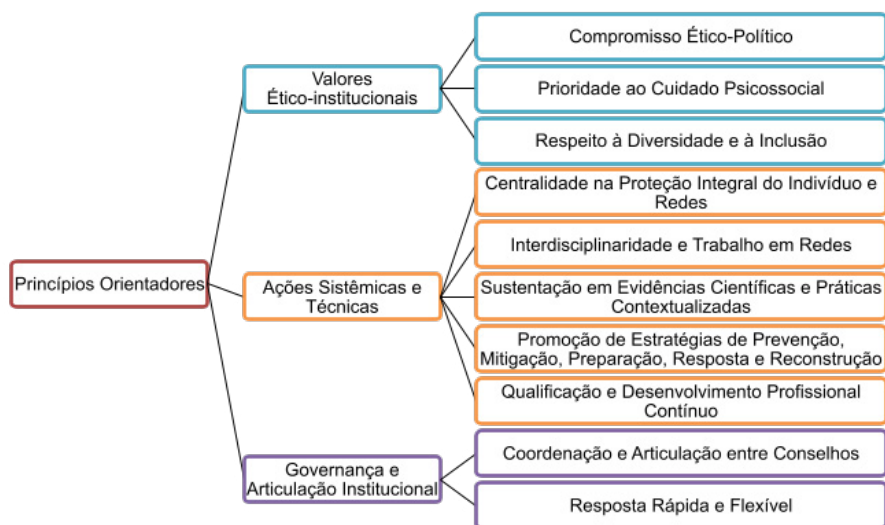 Princípios Orientadores
Valores
Ético-institucionais
Compromisso Ético-Político
Prioridade ao Cuidado Psicossocial
Respeito à Diversidade e à Inclusão
Ações Sistêmicas e
Técnicas
Centralidade na Proteção Integral do Indivíduo e
Redes
Interdisciplinaridade e Trabalho em Redes
Sustentação em Evidências Científicas e Práticas
Contextualizadas
Promoção de Estratégias de Prevenção,
Mitigação, Preparação, Resposta e Reconstrução
Qualificação e Desenvolvimento Profissional
Contínuo
Governança e
Articulação Institucional
Coordenação e Articulação entre Conselhos
Resposta Rápida e Flexível